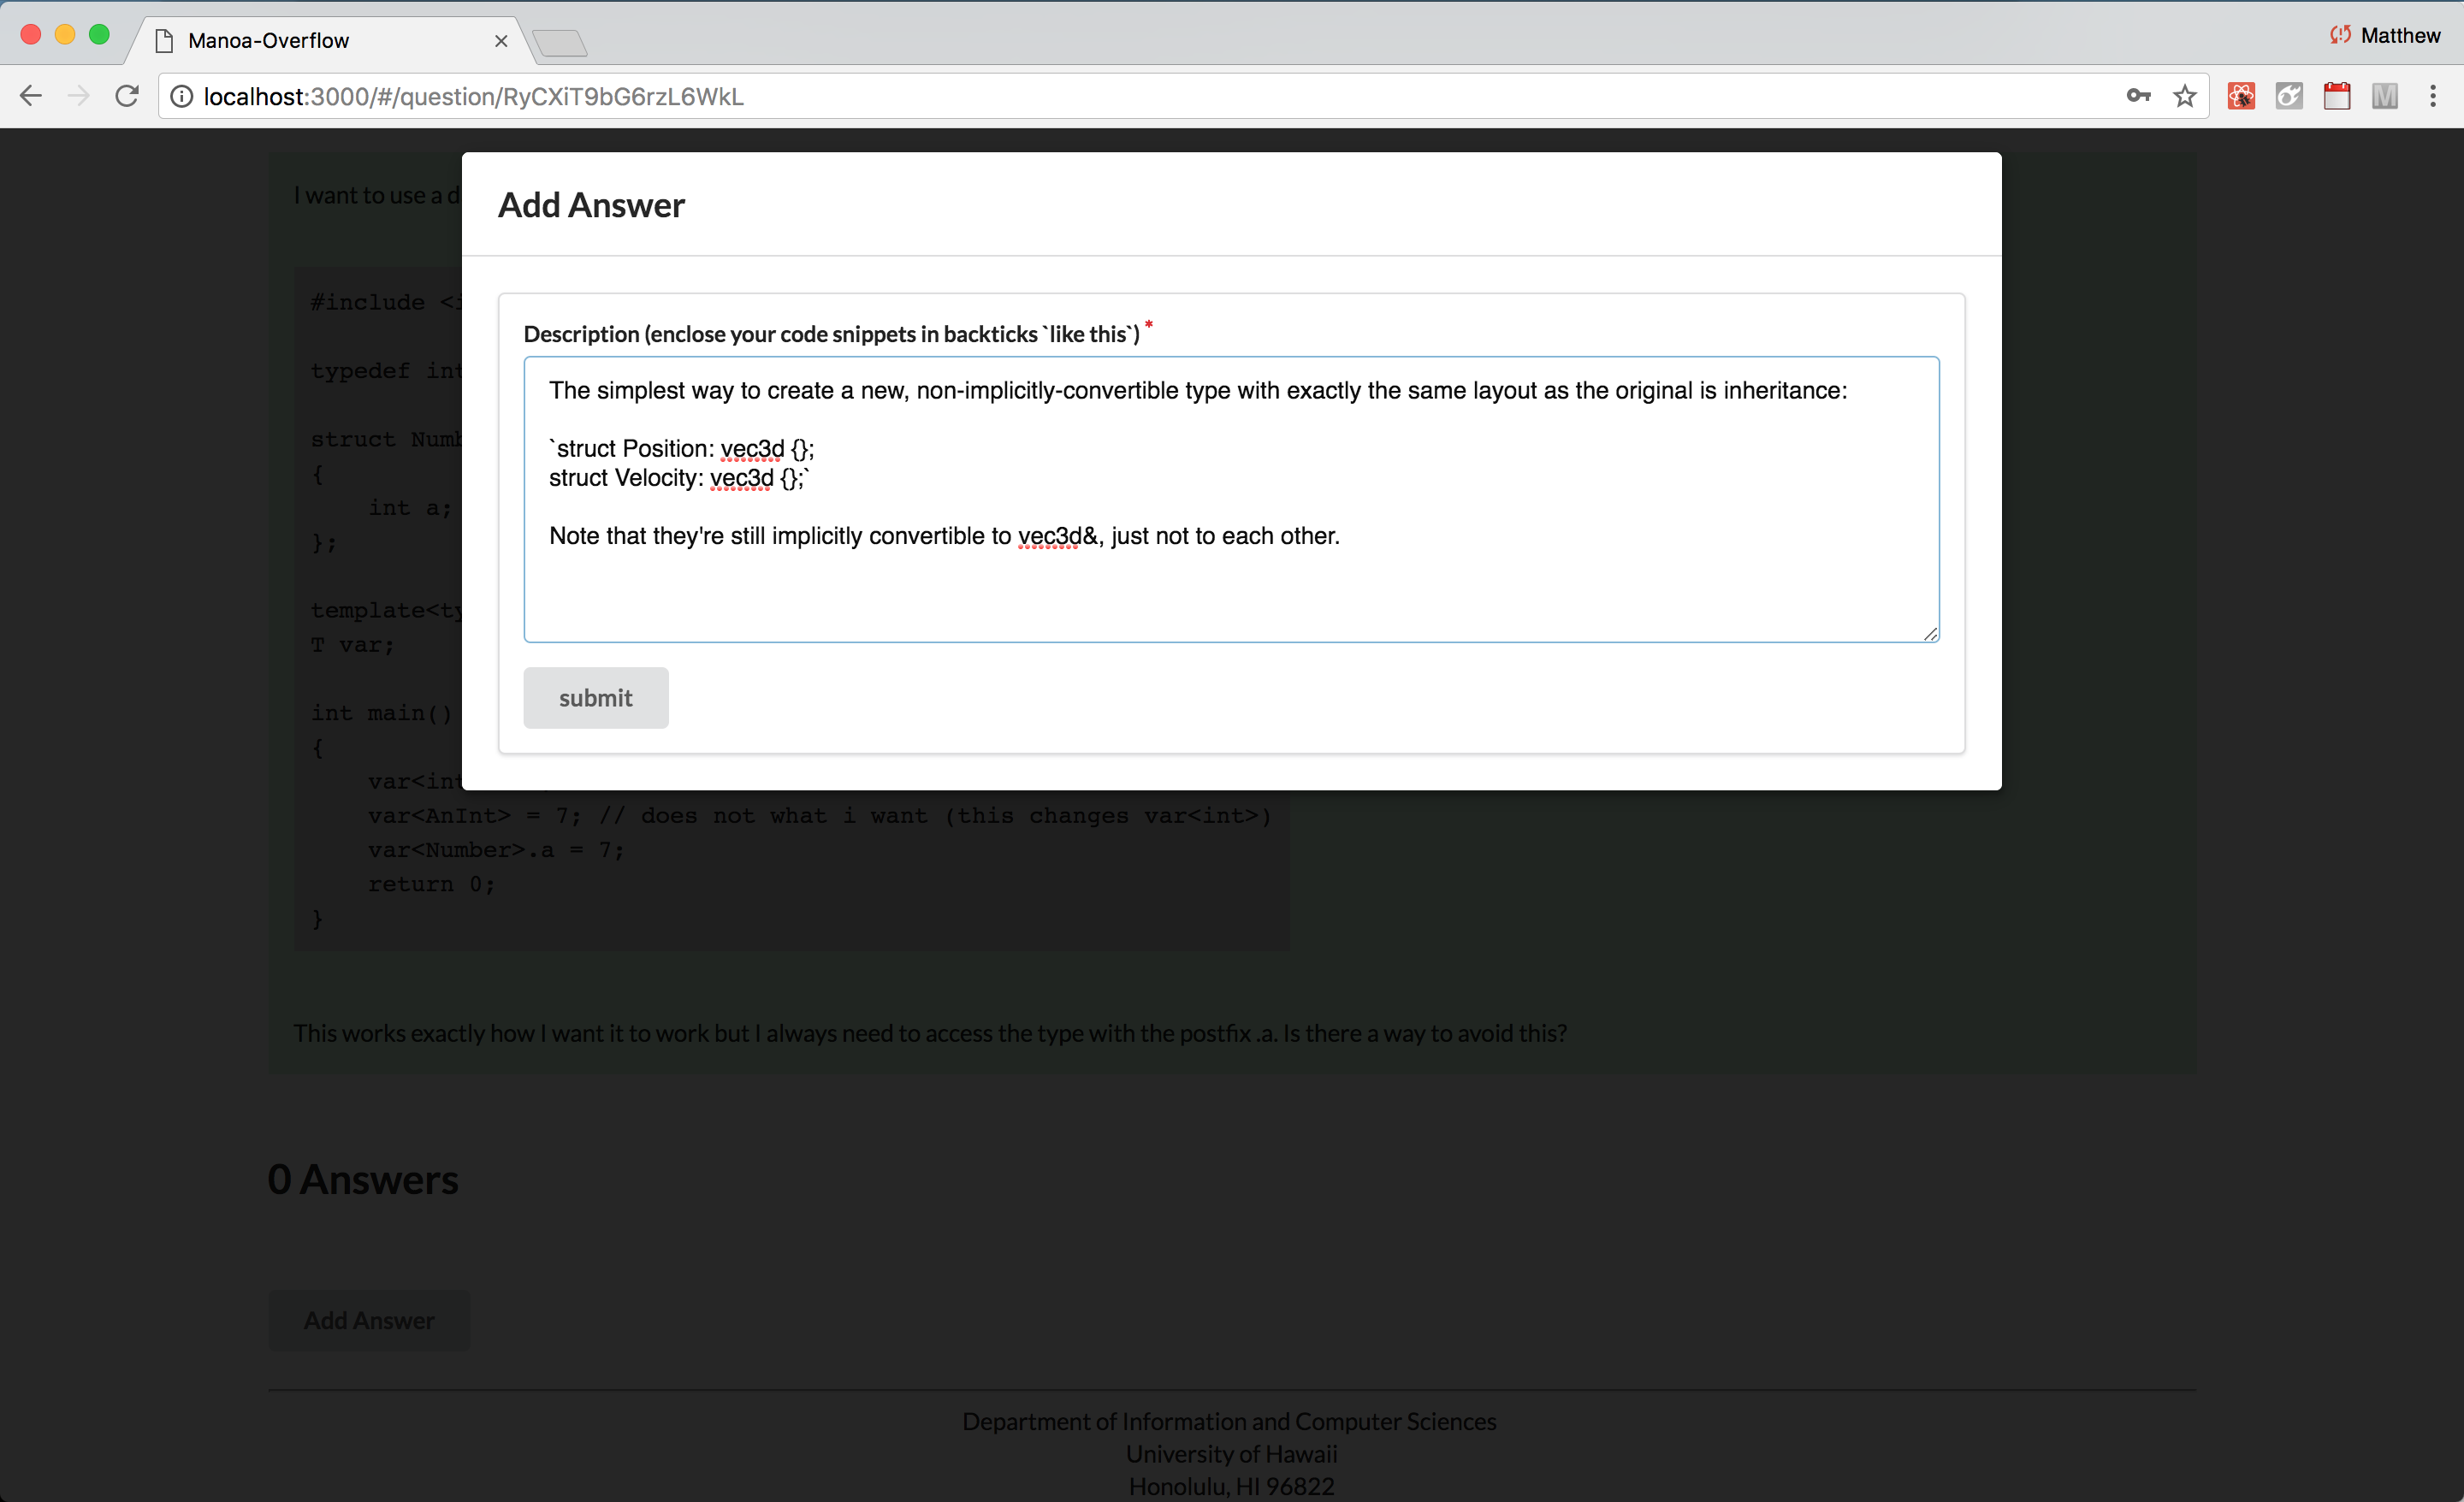 Manoa-Overflow
Matthew
localhost:3000/#/question/RyCXiT9bG6rzL6WkL
I want to use a d
Add Answer
#include <i
typedef int
struct Numb
{
int a;
};
template<ty
T var;
int main()
{
var<int
var<AnInt> = 7; // does not what i want (this changes var<int>)
var<Number>.a = 7;
return 0;
}
Description (enclose your code snippets in backticks `like this`) *
The simplest way to create a new, non-implicitly-convertible type with exactly the same layout as the original is inheritance:
`struct Position: vec3d {};
struct Velocity: vec3d {};`
Note that they're still implicitly convertible to vec3d&, just not to each other.
submit
This works exactly how I want it to work but I always need to access the type with the postfix .a. Is there a way to avoid this?
0 Answers
Add Answer
Department of Information and Computer Sciences
University of Hawaii
Honolulu, HI 96822